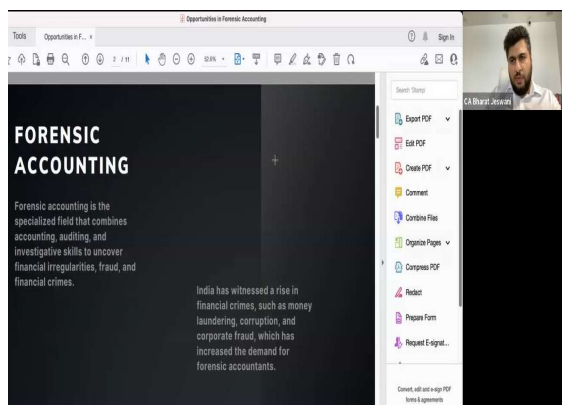 Opportunities in Forensic Accounting
Tools
Opportunities in F... ×
Sign In
2 / 11
52.6%
Search 'Stamp'
CA Bharat Jeswani
Export PDF
Edit PDF
Create PDF
Comment
Combine Files
Organize Pages
Compress PDF
Redact
Prepare Form
Request E-signat...
Convert, edit and e-sign PDF
forms & agreements
FORENSIC
ACCOUNTING
Forensic accounting is the
specialized field that combines
accounting, auditing, and
investigative skills to uncover
financial irregularities, fraud, and
financial crimes.
India has witnessed a rise in
financial crimes, such as money
laundering, corruption, and
corporate fraud, which has
increased the demand for
forensic accountants.